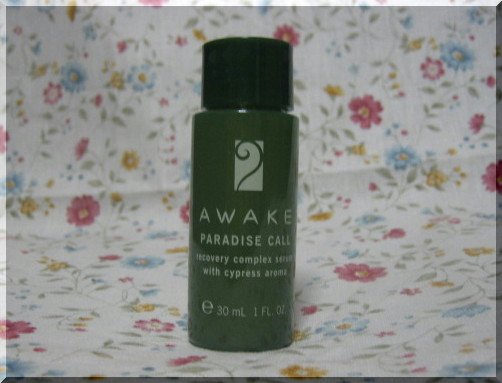 AWAKE
PARADISE CALL
recovery complex serum
with cypress aroma
℮ 30 mL 1 FL. OZ.